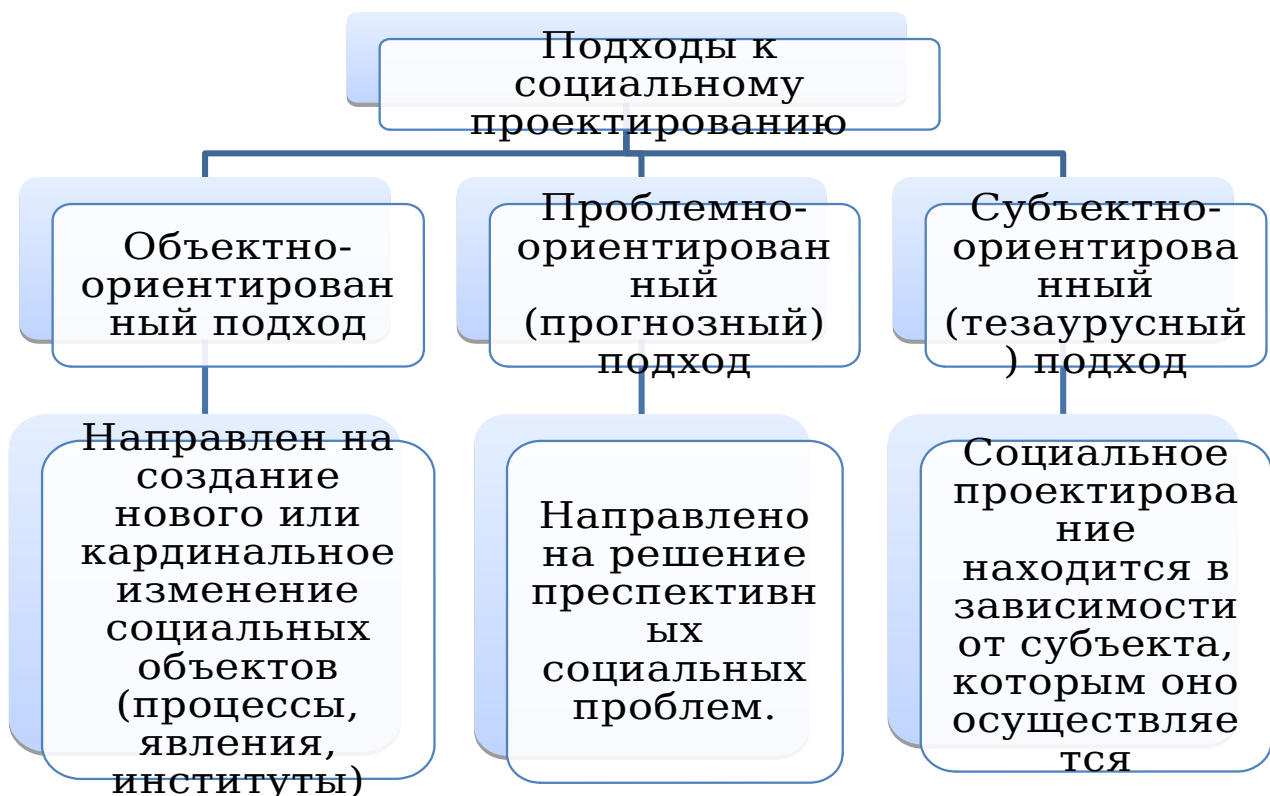 Подходы к
социальному
проектированию
Объектно-
ориентирован
ный подход
Проблемно-
ориентирован
ный
(прогнозный)
подход
Субъектно-
ориентирова
нный
(тезаурусный
) подход
Направлен на
создание
нового или
кардинальное
изменение
социальных
объектов
(процессы,
явления,
институты)
Направлено
на решение
преспективн
ых
социальных
проблем.
Социальное
проектирова
ние
находится в
зависимости
от субъекта,
которым оно
осуществляе
тся